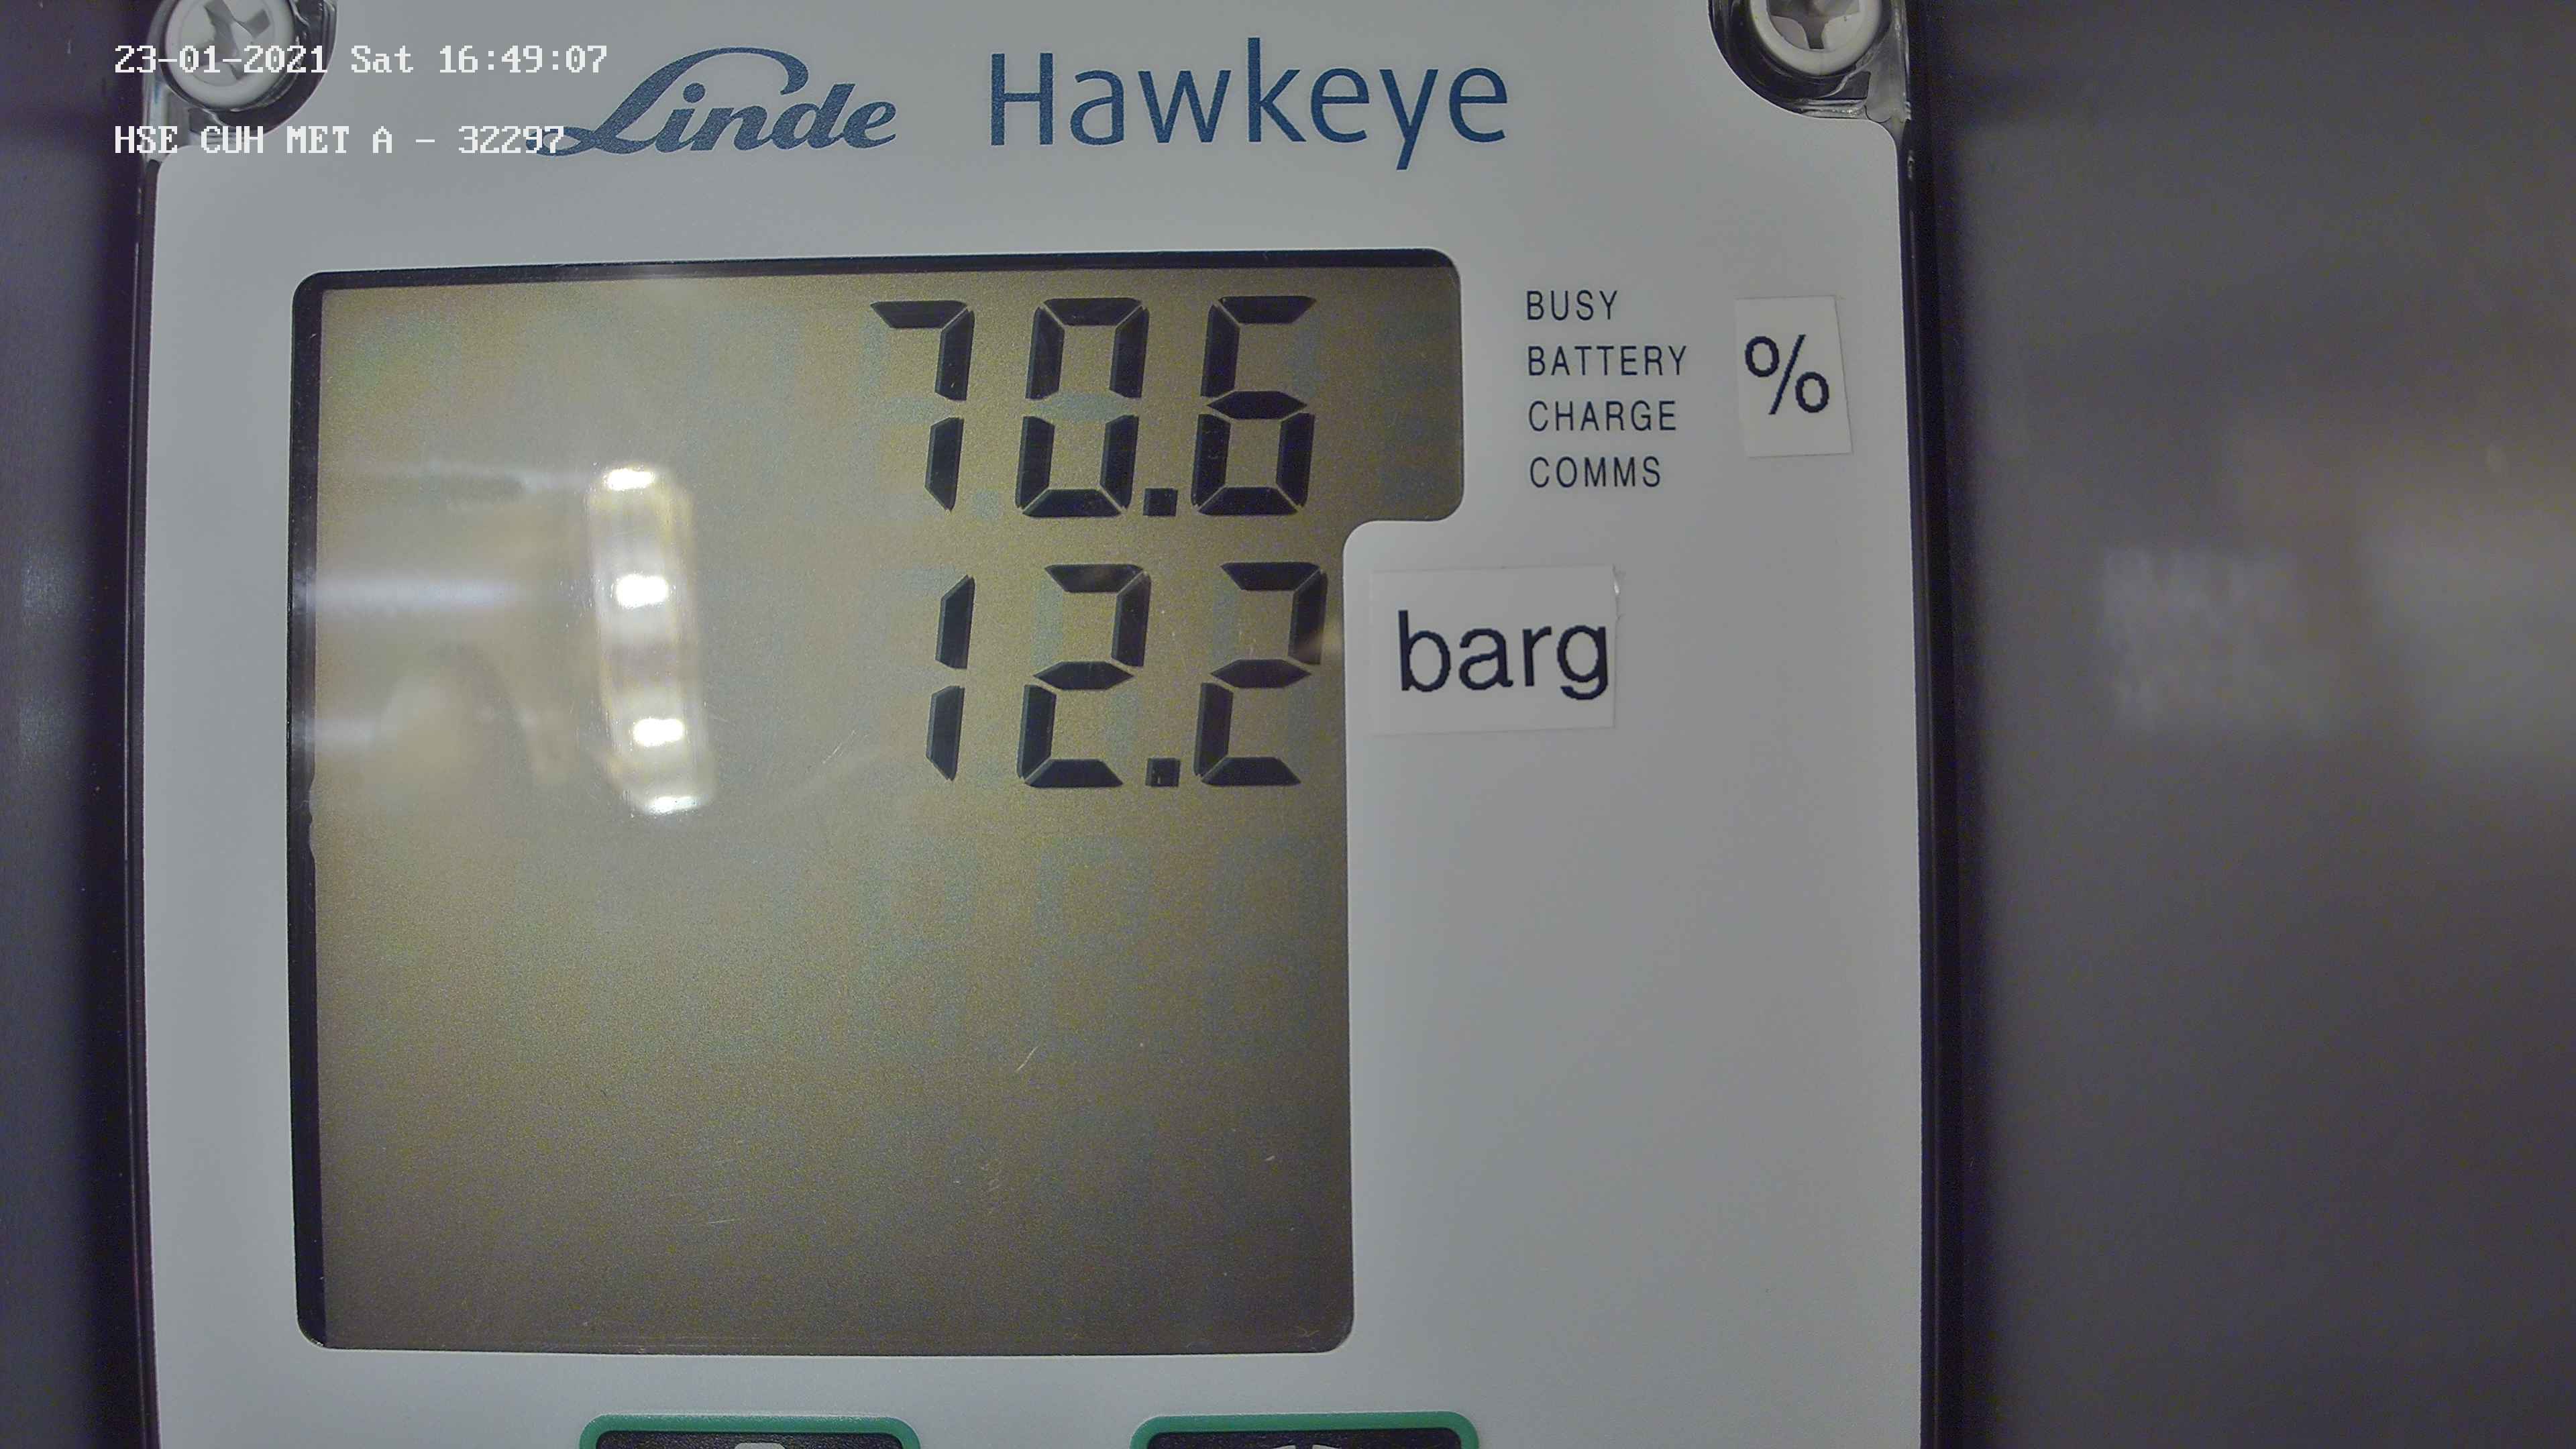 23-01-2021 Sat 16:49:07
Linde Hawkeye
HSE CUH MET A - 32297
70.6
BUSY
BATTERY
CHARGE
COMMS
%
12.2
barg